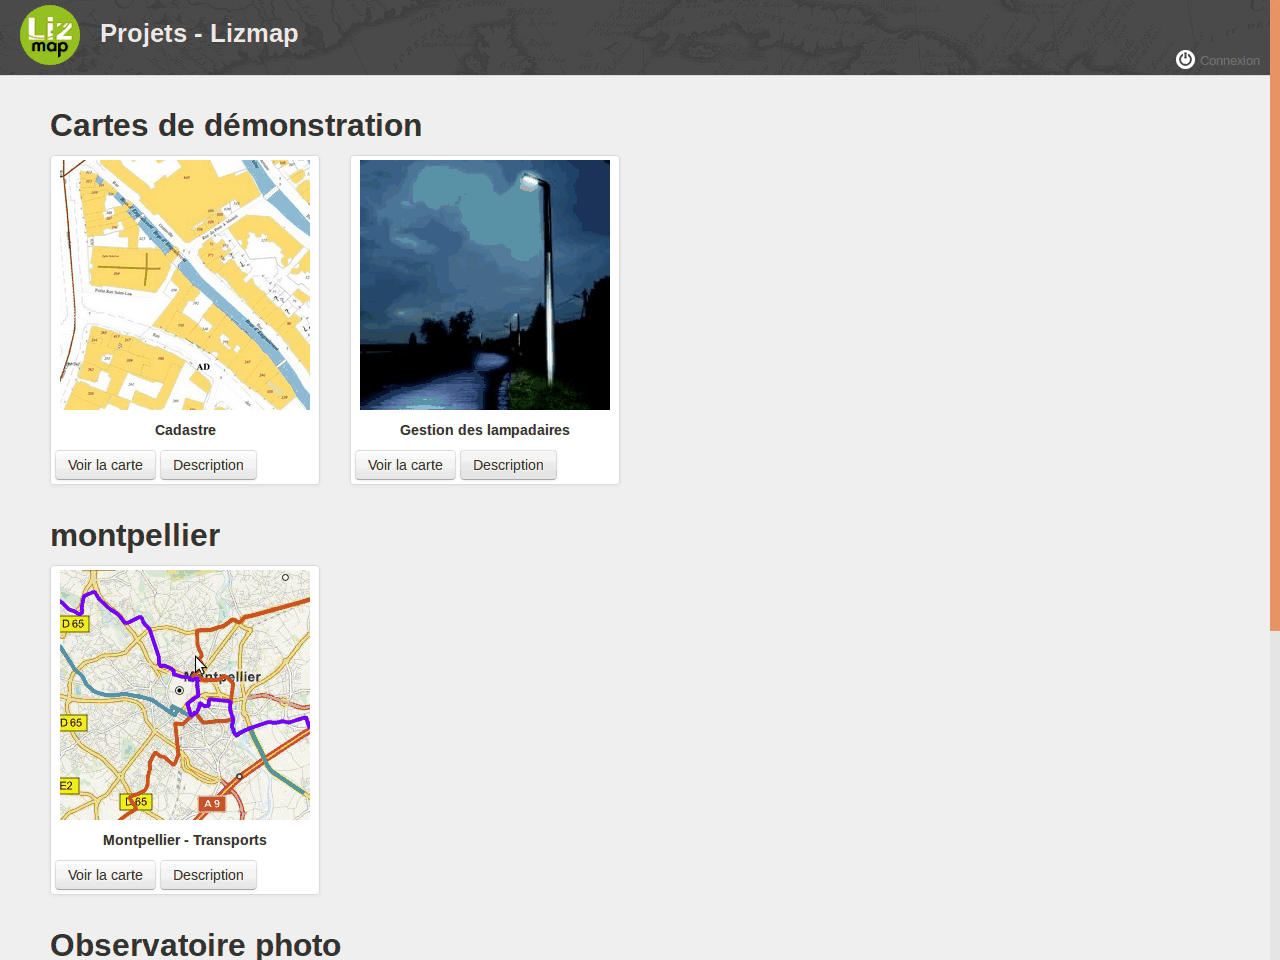 Liz
map
Projets - Lizmap
Connexion
Cartes de démonstration
AD
Cadastre
Gestion des lampadaires
Voir la carte Description
Voir la carte Description
montpellier
D 65
Montpellier
D 65
E2
D 65
A 9
Montpellier - Transports
Voir la carte Description
Observatoire photo